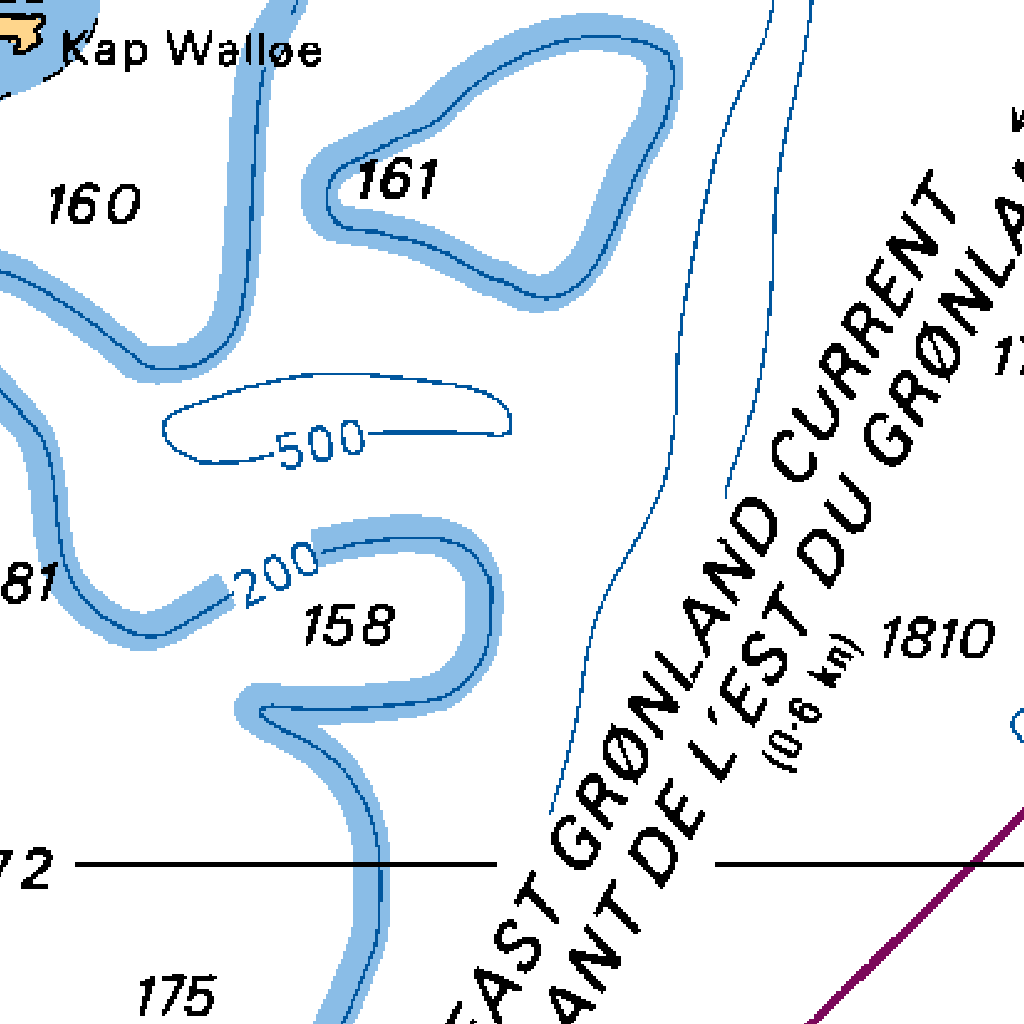 Kap Walløe
160
161
500
200
81
158
1810
72
175
EAST GRØNLAND CURRENT
ANT DE L'EST DU GRØNLA
(0·6 kn)